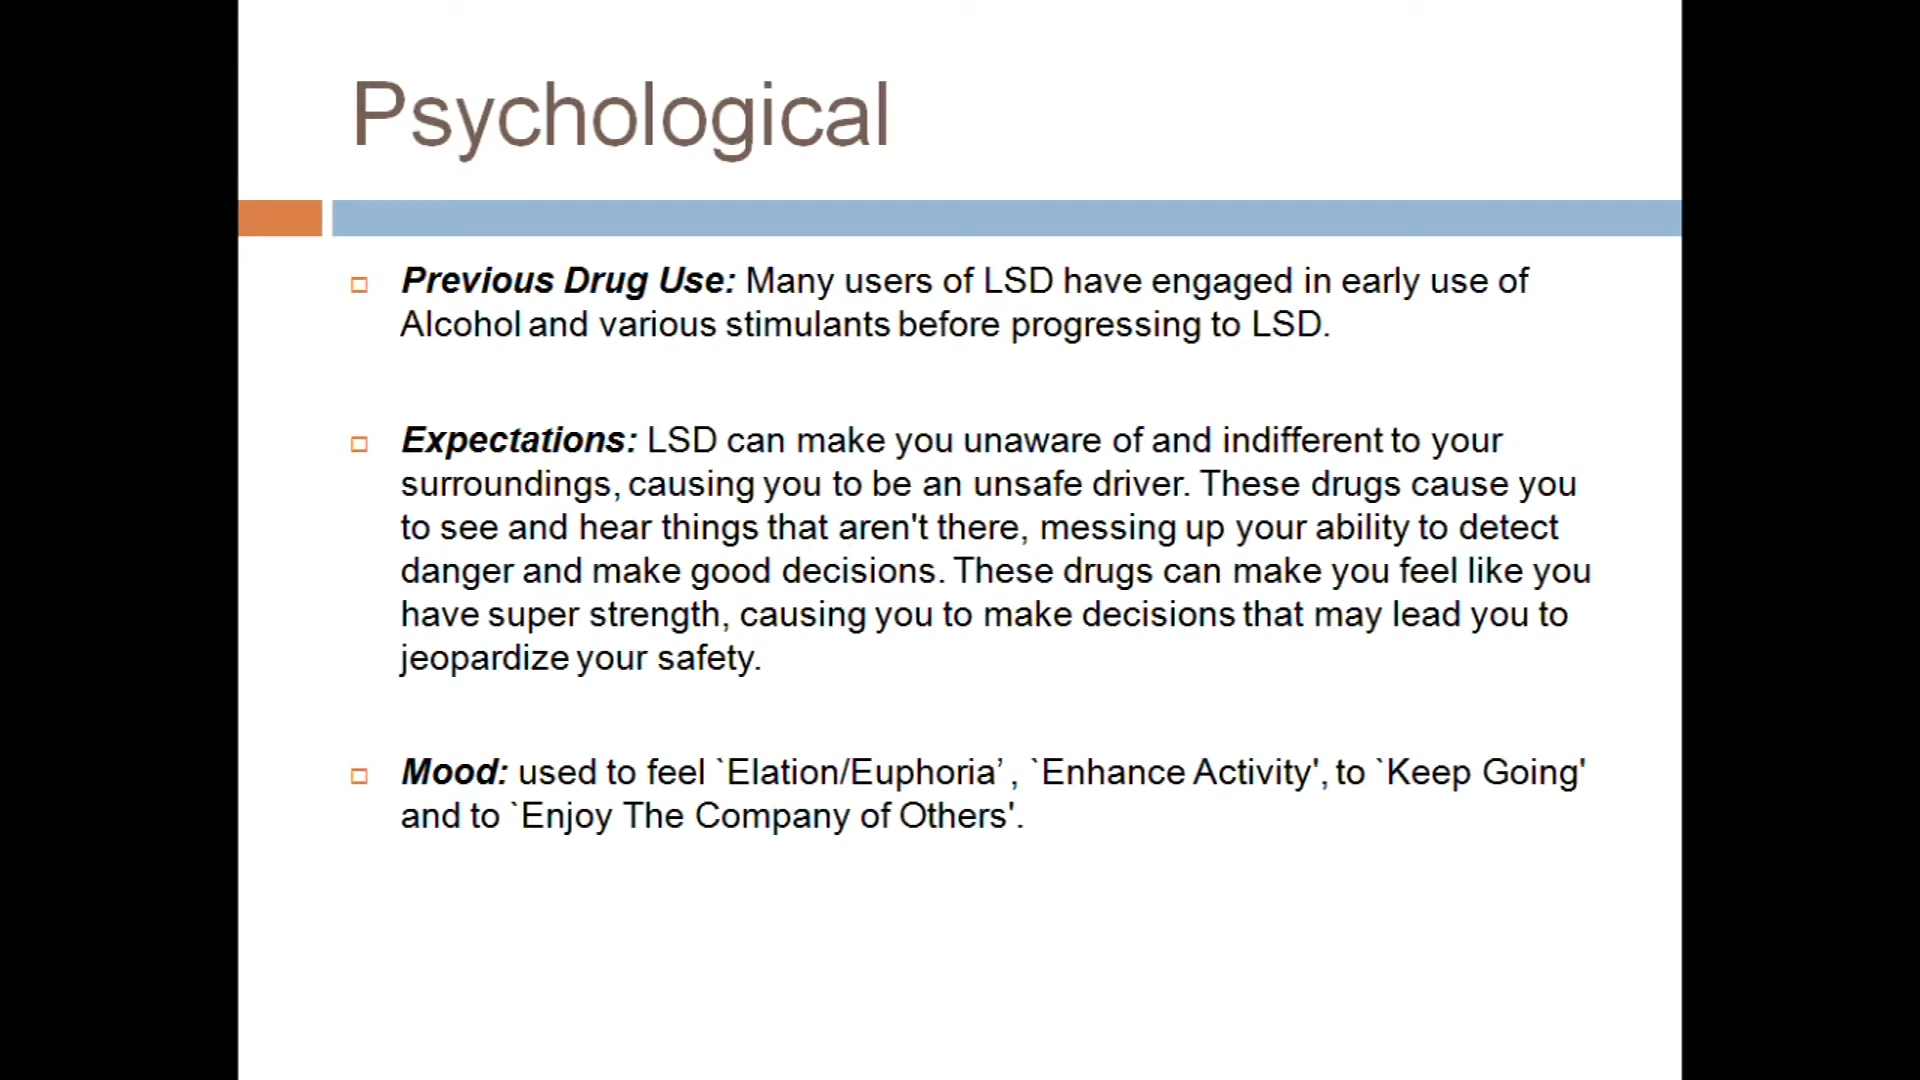 Psychological
Previous Drug Use: Many users of LSD have engaged in early use of
Alcohol and various stimulants before progressing to LSD.
Expectations: LSD can make you unaware of and indifferent to your
surroundings, causing you to be an unsafe driver. These drugs cause you
to see and hear things that aren't there, messing up your ability to detect
danger and make good decisions. These drugs can make you feel like you
have super strength, causing you to make decisions that may lead you to
jeopardize your safety.
Mood: used to feel `Elation/Euphoria’ , `Enhance Activity', to `Keep Going'
and to `Enjoy The Company of Others'.